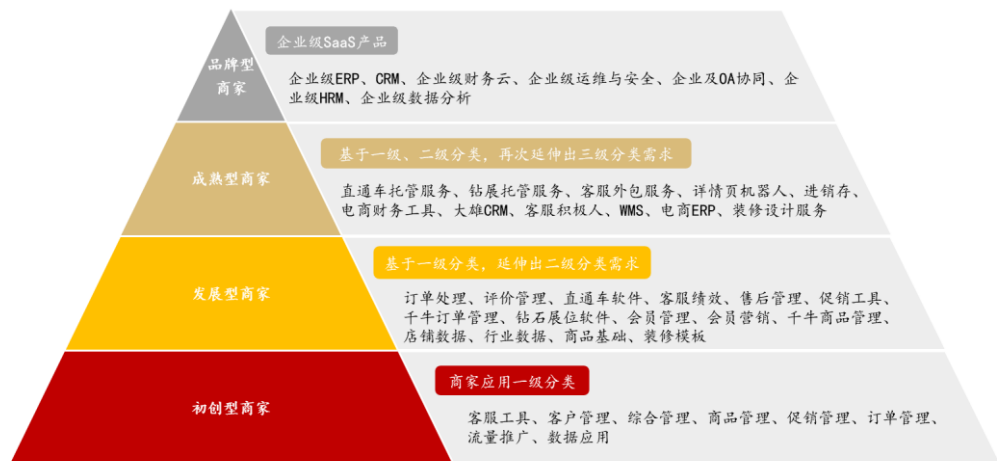 企业级SaaS产品
品牌型
商家
企业级ERP、CRM、企业级财务云、企业级运维与安全、企业及OA协同、企
业级HRM、企业级数据分析
基于一级、二级分类，再次延伸出三级分类需求
成熟型商家
直通车托管服务、钻展托管服务、客服外包服务、详情页机器人、进销存、
电商财务工具、大雄CRM、客服积极人、WMS、电商ERP、装修设计服务
基于一级分类，延伸出二级分类需求
发展型商家
订单处理、评价管理、直通车软件、客服绩效、售后管理、促销工具、
千牛订单管理、钻石展位软件、会员管理、会员营销、千牛商品管理、
店铺数据、行业数据、商品基础、装修模板
商家应用一级分类
初创型商家
客服工具、客户管理、综合管理、商品管理、促销管理、订单管理、
流量推广、数据应用